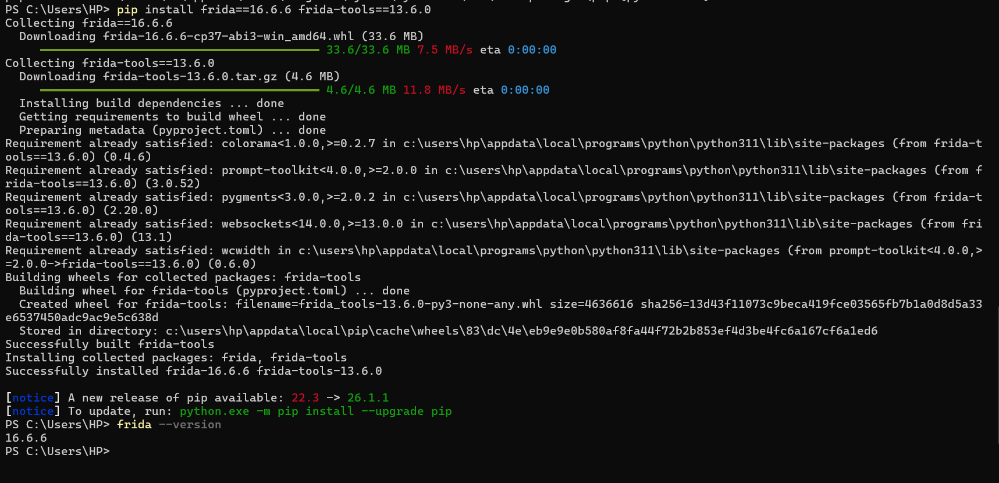 PS C:\Users\HP> pip install frida==16.6.6 frida-tools==13.6.0
Collecting frida==16.6.6
  Downloading frida-16.6.6-cp37-abi3-win_amd64.whl (33.6 MB)
     33.6/33.6 MB 7.5 MB/s eta 0:00:00
Collecting frida-tools==13.6.0
  Downloading frida-tools-13.6.0.tar.gz (4.6 MB)
     4.6/4.6 MB 11.8 MB/s eta 0:00:00
  Installing build dependencies ... done
  Getting requirements to build wheel ... done
  Preparing metadata (pyproject.toml) ... done
Requirement already satisfied: colorama<1.0.0,>=0.2.7 in c:\users\hp\appdata\local\programs\python\python311\lib\site-packages (from frida-t
ools==13.6.0) (0.4.6)
Requirement already satisfied: prompt-toolkit<4.0.0,>=2.0.0 in c:\users\hp\appdata\local\programs\python\python311\lib\site-packages (from f
rida-tools==13.6.0) (3.0.52)
Requirement already satisfied: pygments<3.0.0,>=2.0.2 in c:\users\hp\appdata\local\programs\python\python311\lib\site-packages (from frida-t
ools==13.6.0) (2.20.0)
Requirement already satisfied: websockets<14.0.0,>=13.0.0 in c:\users\hp\appdata\local\programs\python\python311\lib\site-packages (from fri
da-tools==13.6.0) (13.1)
Requirement already satisfied: wcwidth in c:\users\hp\appdata\local\programs\python\python311\lib\site-packages (from prompt-toolkit<4.0.0,>
=2.0.0->frida-tools==13.6.0) (0.6.0)
Building wheels for collected packages: frida-tools
  Building wheel for frida-tools (pyproject.toml) ... done
  Created wheel for frida-tools: filename=frida_tools-13.6.0-py3-none-any.whl size=4636616 sha256=13d43f11073c9beca419fce03565fb7b1a0d8d5a33
e6537450adc9ac9e5c638d
  Stored in directory: c:\users\hp\appdata\local\pip\cache\wheels\83\dc\4e\eb9e9e0b580af8fa44f72b2b853ef4d3be4fc6a167cf6a1ed6
Successfully built frida-tools
Installing collected packages: frida, frida-tools
Successfully installed frida-16.6.6 frida-tools-13.6.0

[notice] A new release of pip available: 22.3 -> 26.1.1
[notice] To update, run: python.exe -m pip install --upgrade pip
PS C:\Users\HP> frida --version
16.6.6
PS C:\Users\HP>